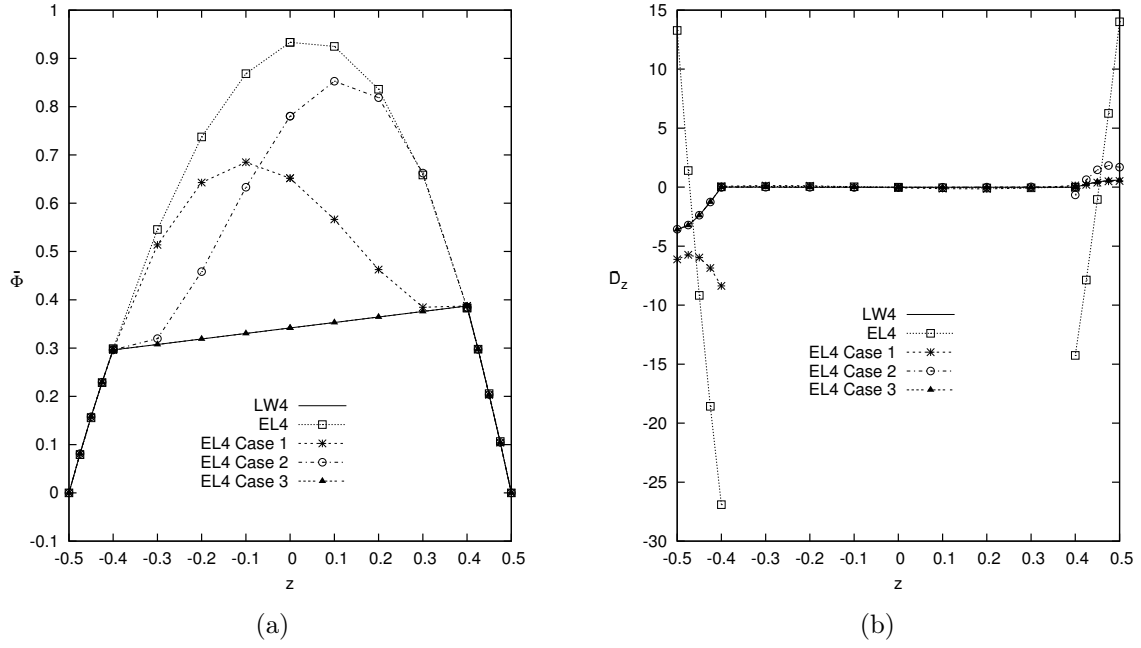 1
0.9
0.8
0.7
0.6
0.5
0.4
0.3
0.2
0.1
0
-0.1
Φ̄
LW4
EL4
EL4 Case 1
EL4 Case 2
EL4 Case 3
-0.5 -0.4 -0.3 -0.2 -0.1 0 0.1 0.2 0.3 0.4 0.5
z
(a)
15
10
5
0
-5
-10
-15
-20
-25
-30
D̄z
LW4
EL4
EL4 Case 1
EL4 Case 2
EL4 Case 3
-0.5 -0.4 -0.3 -0.2 -0.1 0 0.1 0.2 0.3 0.4 0.5
z
(b)